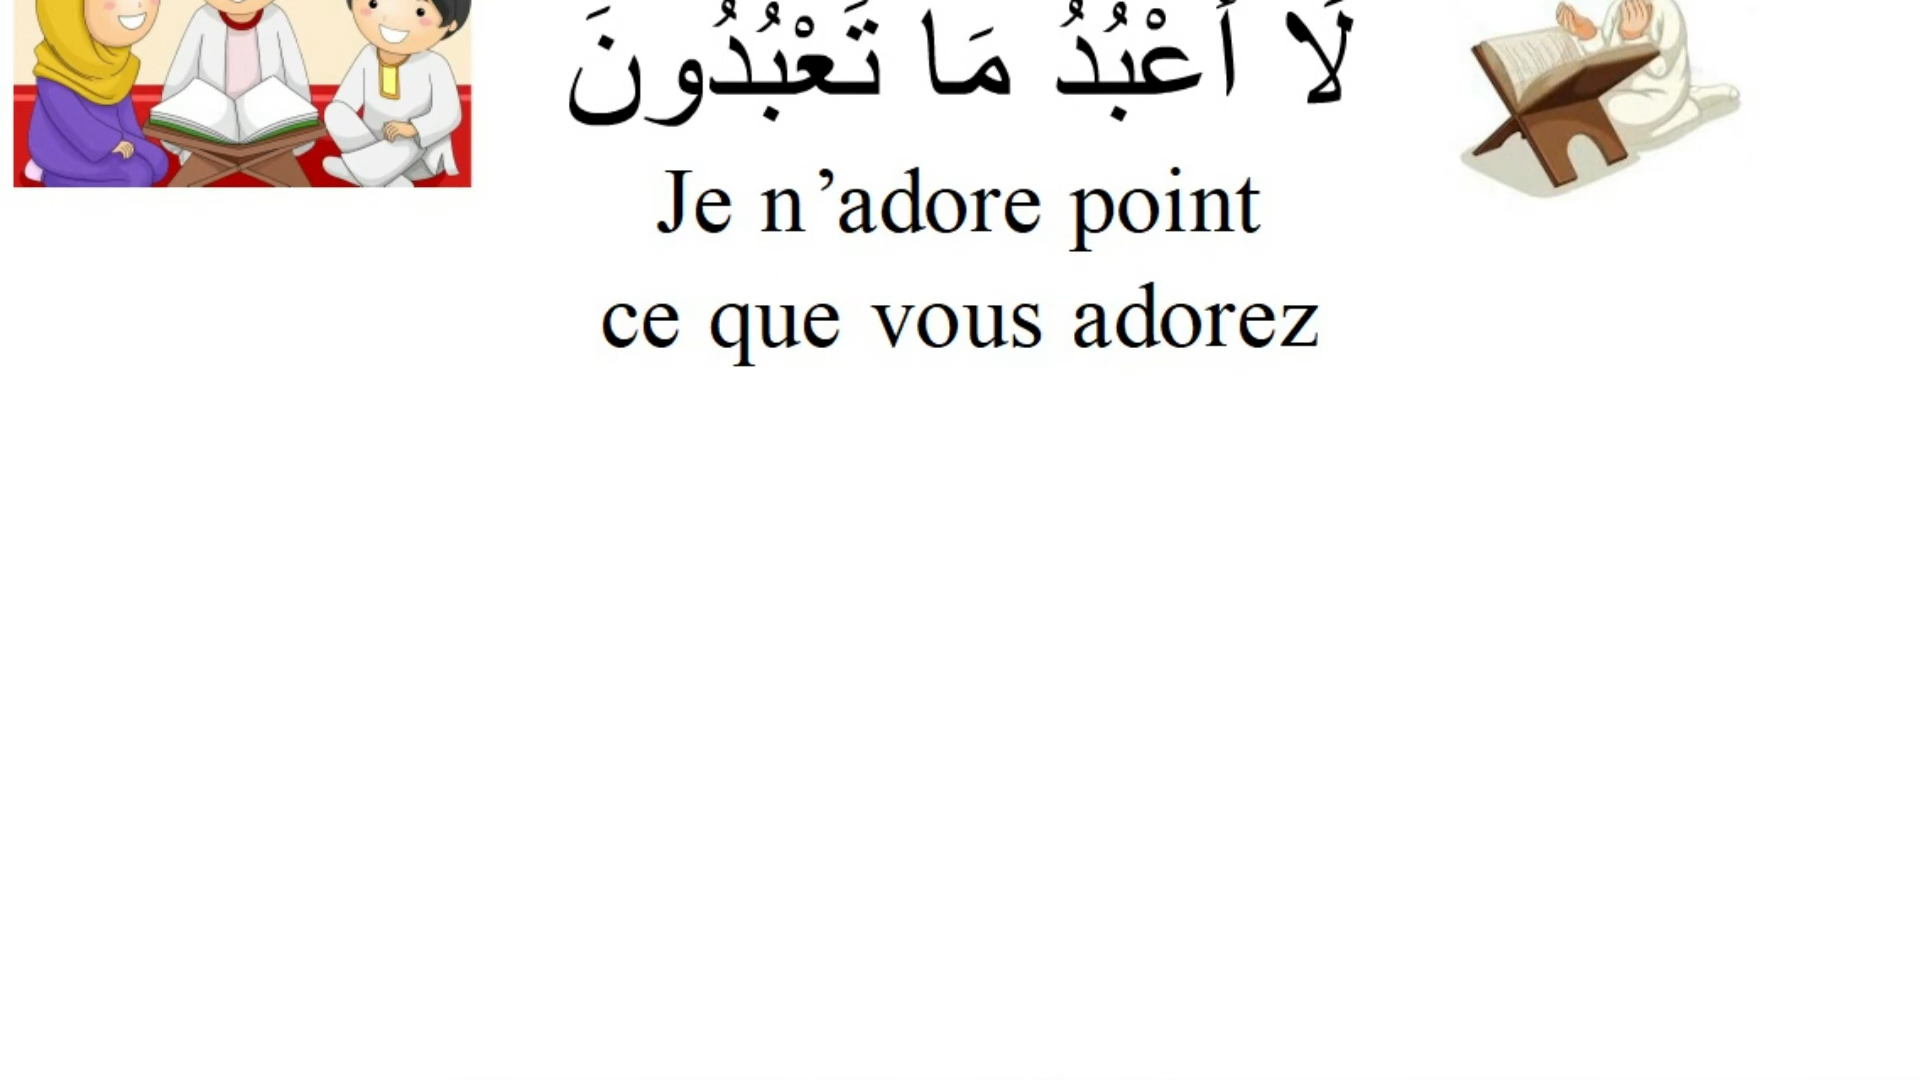 لَا أَعْبُدُ مَا تَعْبُدُونَ
Je n’adore point
ce que vous adorez